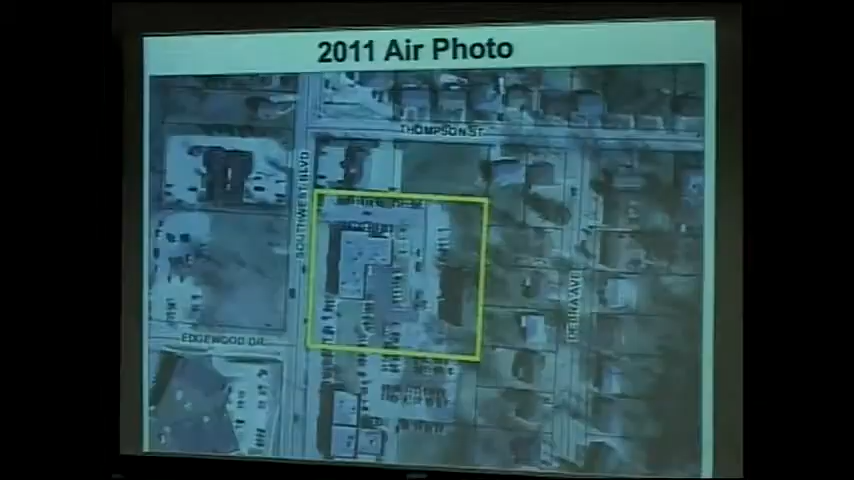 2011 Air Photo
THOMPSON ST
SOUTHWEST BLVD
EDGEWOOD DR